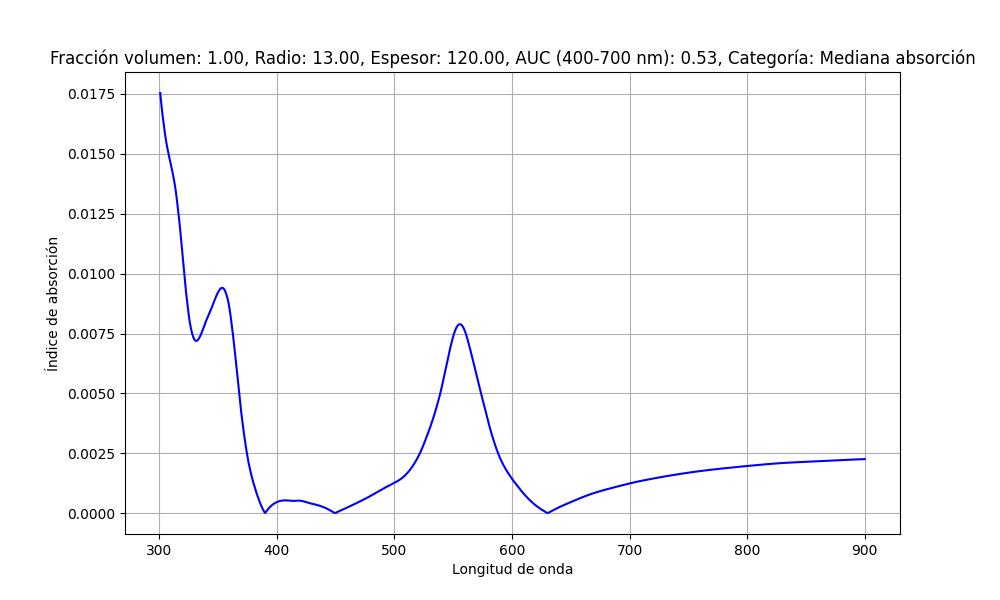 Fracción volumen: 1.00, Radio: 13.00, Espesor: 120.00, AUC (400-700 nm): 0.53, Categoría: Mediana absorción
0.0175
0.0150
0.0125
0.0100
0.0075
0.0050
0.0025
0.0000
Índice de absorción
300 400 500 600 700 800 900
Longitud de onda